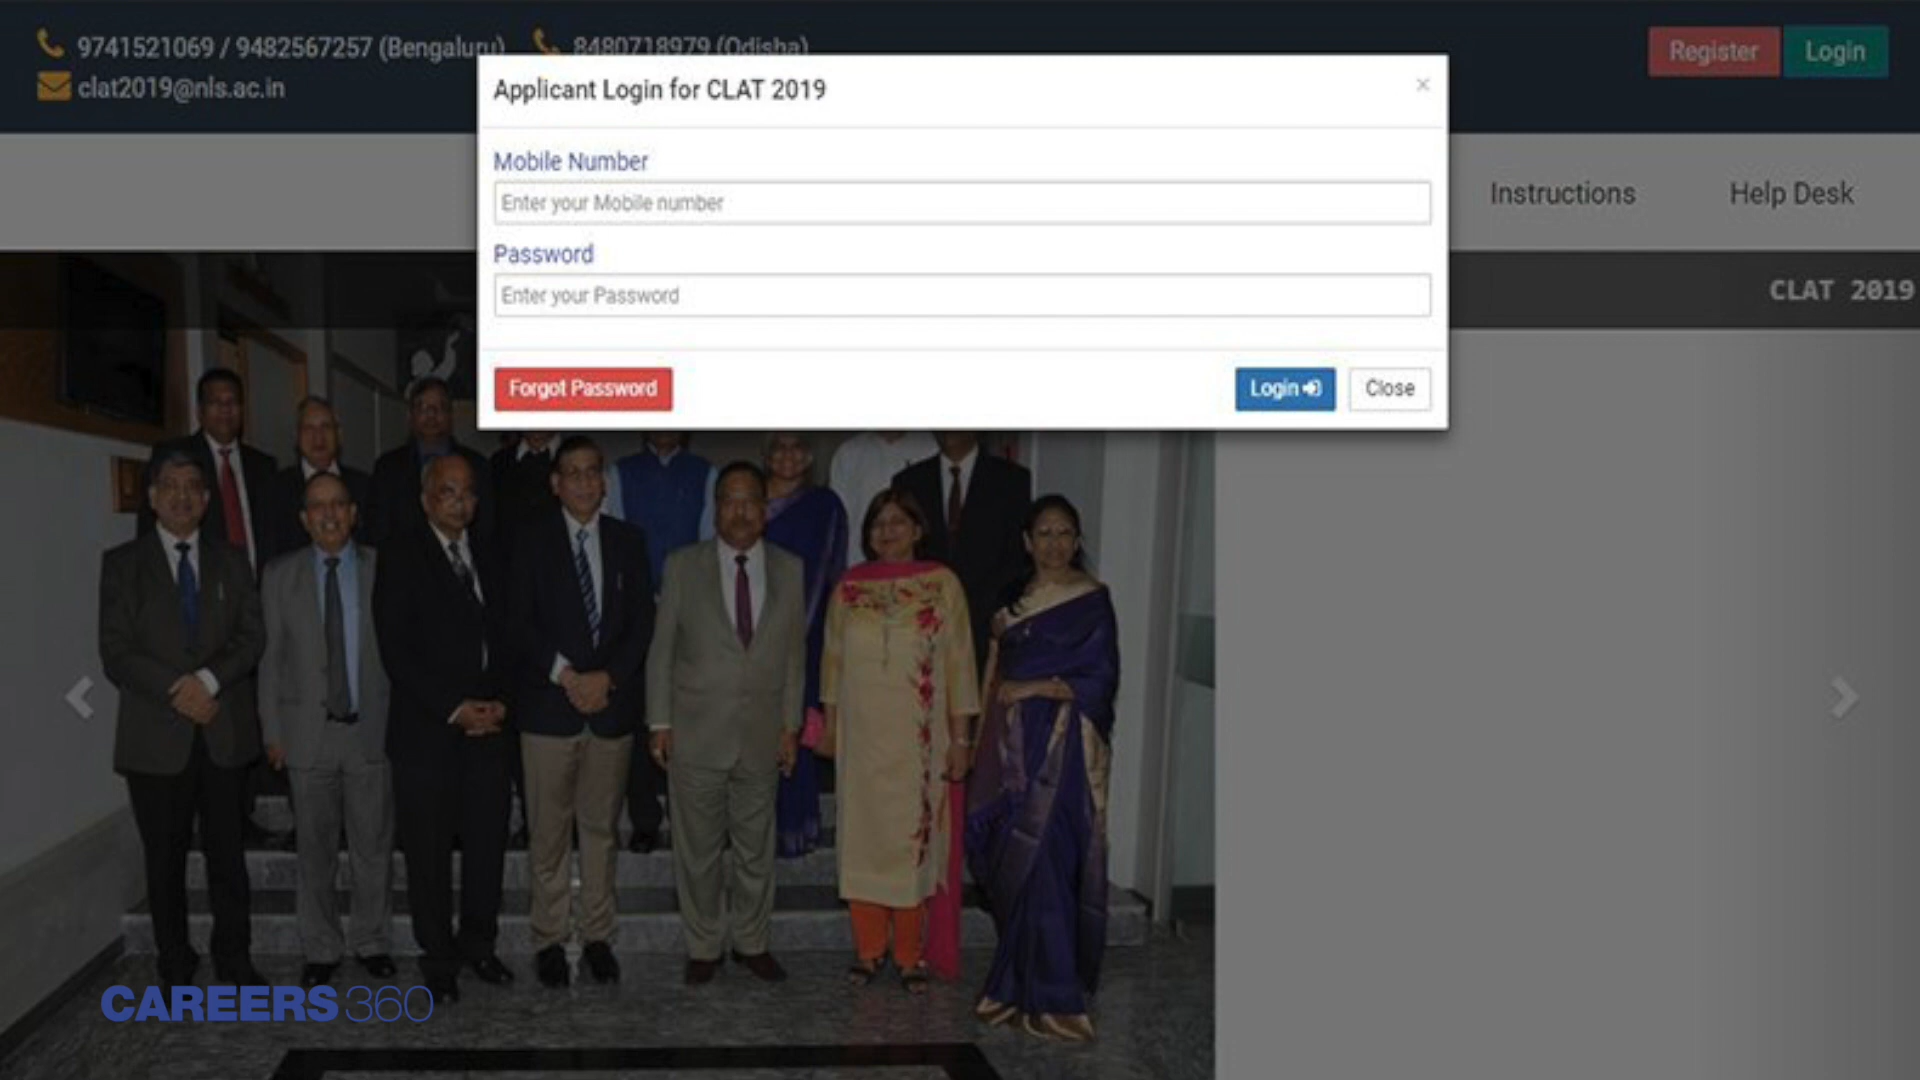 9741521069 / 9482567257 (Bengaluru) 8480718979 (Odisha)
clat2019@nls.ac.in
Register Login
Applicant Login for CLAT 2019 ×
Mobile Number
Enter your Mobile number
Password
Enter your Password
Forgot Password Login Close
Instructions Help Desk
CLAT 2019
CAREERS360